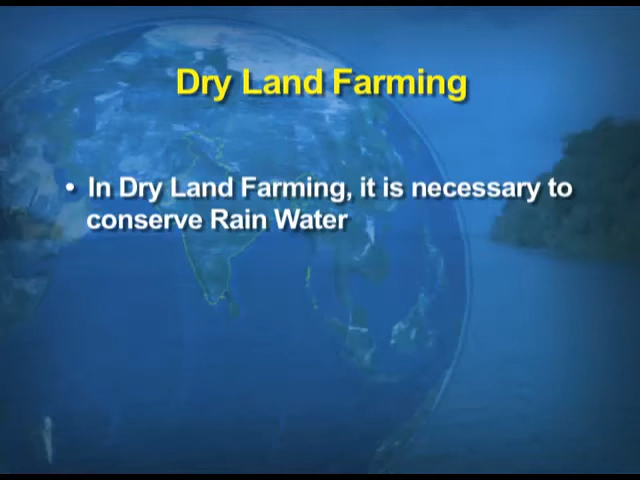 Dry Land Farming
• In Dry Land Farming, it is necessary to
conserve Rain Water